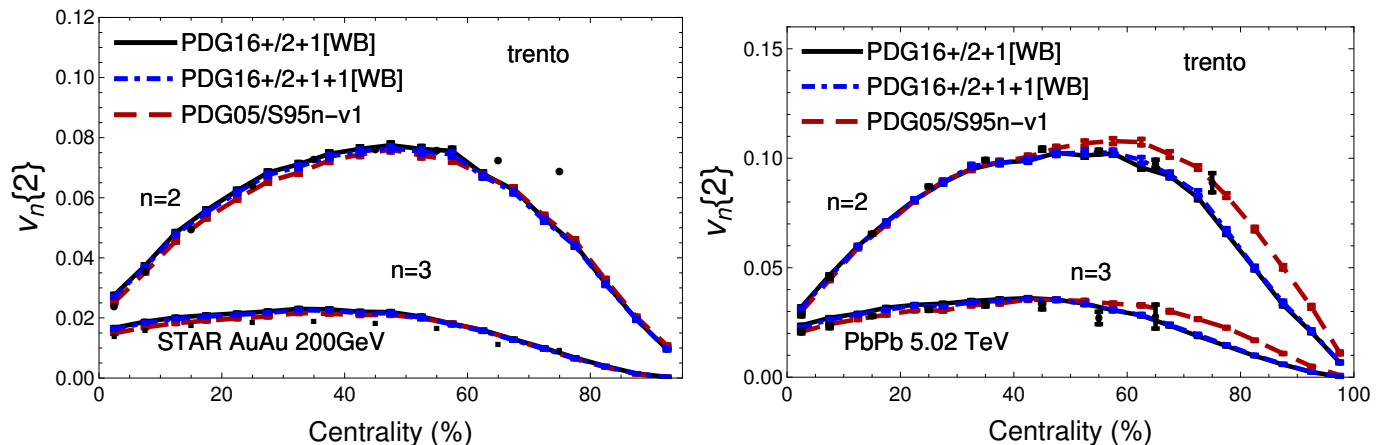 0.12
0.10
0.08
0.06
0.04
0.02
0.00
v_n{2}
PDG16+/2+1[WB]
PDG16+/2+1+1[WB]
PDG05/S95n-v1
trento
n=2
n=3
STAR AuAu 200GeV
0 20 40 60 80
Centrality (%)
0.15
0.10
0.05
0.00
v_n{2}
PDG16+/2+1[WB]
PDG16+/2+1+1[WB]
PDG05/S95n-v1
trento
n=2
n=3
PbPb 5.02 TeV
0 20 40 60 80 100
Centrality (%)